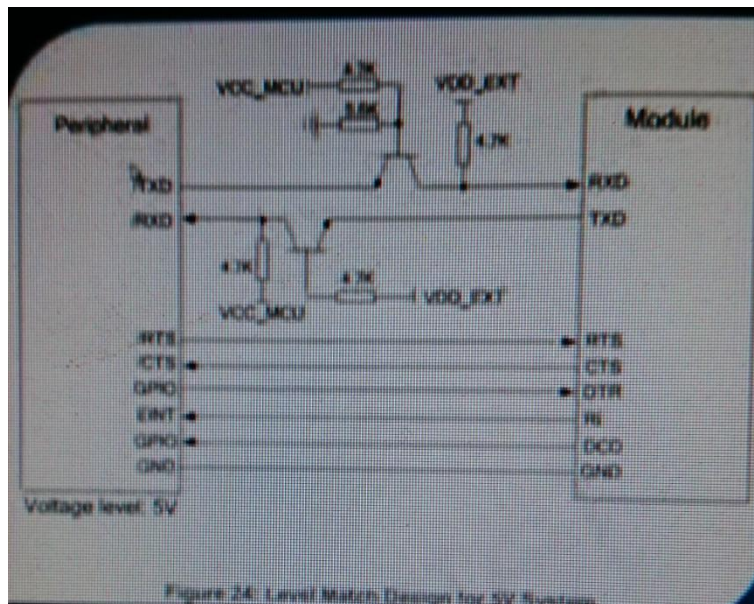 VCC_MCU
4.7K
VDD_EXT
5.6K
4.7K
Peripheral
Module
/TXD
RXD
/RXD
TXD
4.7K
4.7K
VDD_EXT
VCC_MCU
/RTS
RTS
/CTS
CTS
GPIO
DTR
EINT
RI
GPIO
DCD
GND
GND
Voltage level: 5V
Figure 24: Level Match Design for 5V System